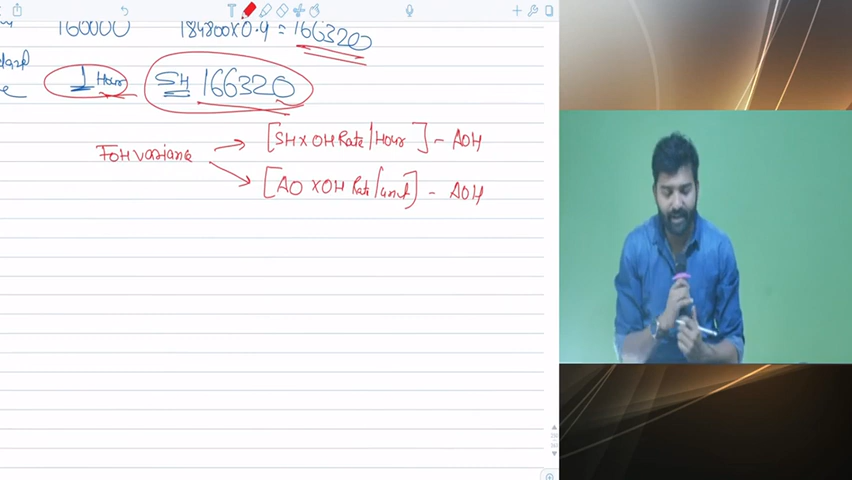 160000 184800×0.9 = 166320
1 Hour SH 166320
FOH variance [SH × OH Rate/Hour] - AOH
[AO × OH Rate/unit] - AOH